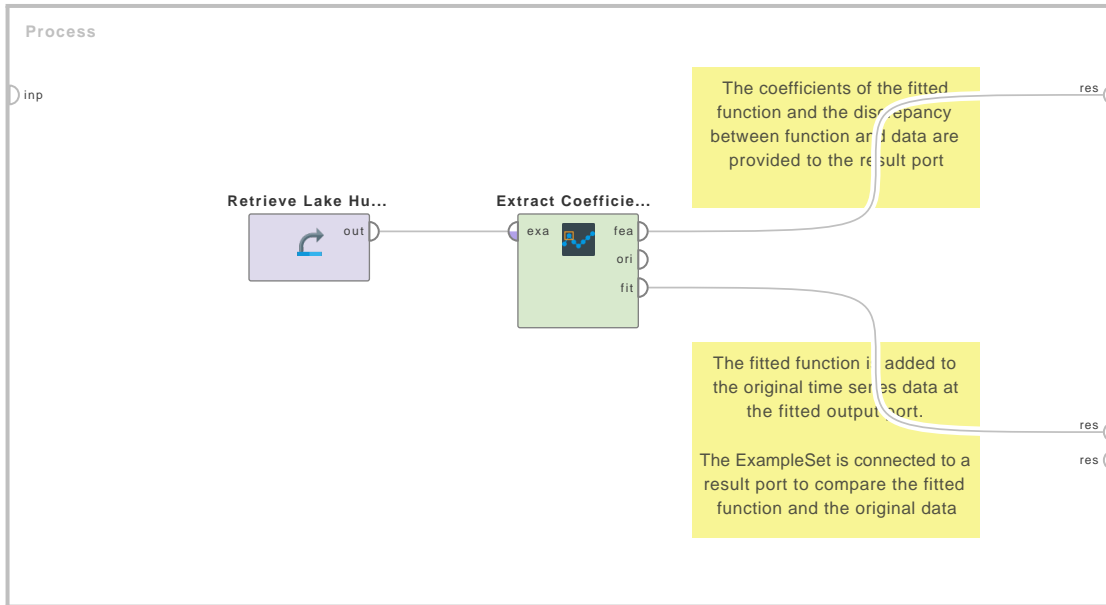 Process
inp
The coefficients of the fitted
function and the discrepancy
between function and data are
provided to the result port
res
Retrieve Lake Hu...
out
Extract Coefficie...
exa
fea
ori
fit
The fitted function is added to
the original time series data at
the fitted output port.
The ExampleSet is connected to a
result port to compare the fitted
function and the original data
res
res